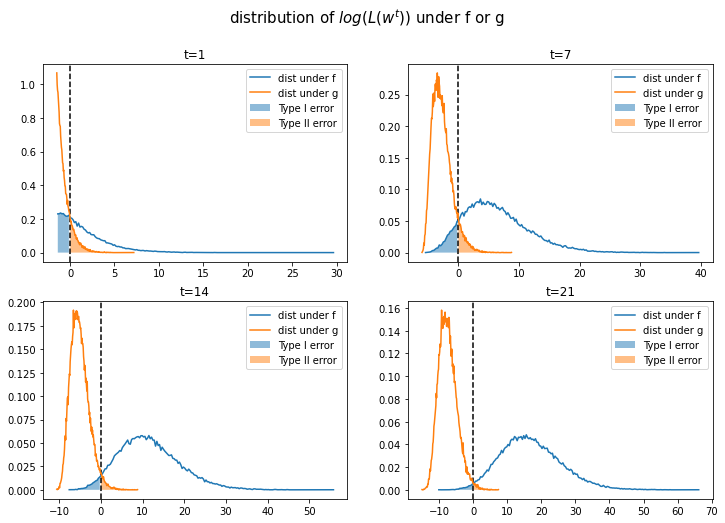 distribution of log(L(w^t)) under f or g
t=1
dist under f
dist under g
Type I error
Type II error
1.0
0.8
0.6
0.4
0.2
0.0
0 5 10 15 20 25 30
t=7
dist under f
dist under g
Type I error
Type II error
0.25
0.20
0.15
0.10
0.05
0.00
0 10 20 30 40
t=14
dist under f
dist under g
Type I error
Type II error
0.200
0.175
0.150
0.125
0.100
0.075
0.050
0.025
0.000
−10 0 10 20 30 40 50
t=21
dist under f
dist under g
Type I error
Type II error
0.16
0.14
0.12
0.10
0.08
0.06
0.04
0.02
0.00
−10 0 10 20 30 40 50 60 70